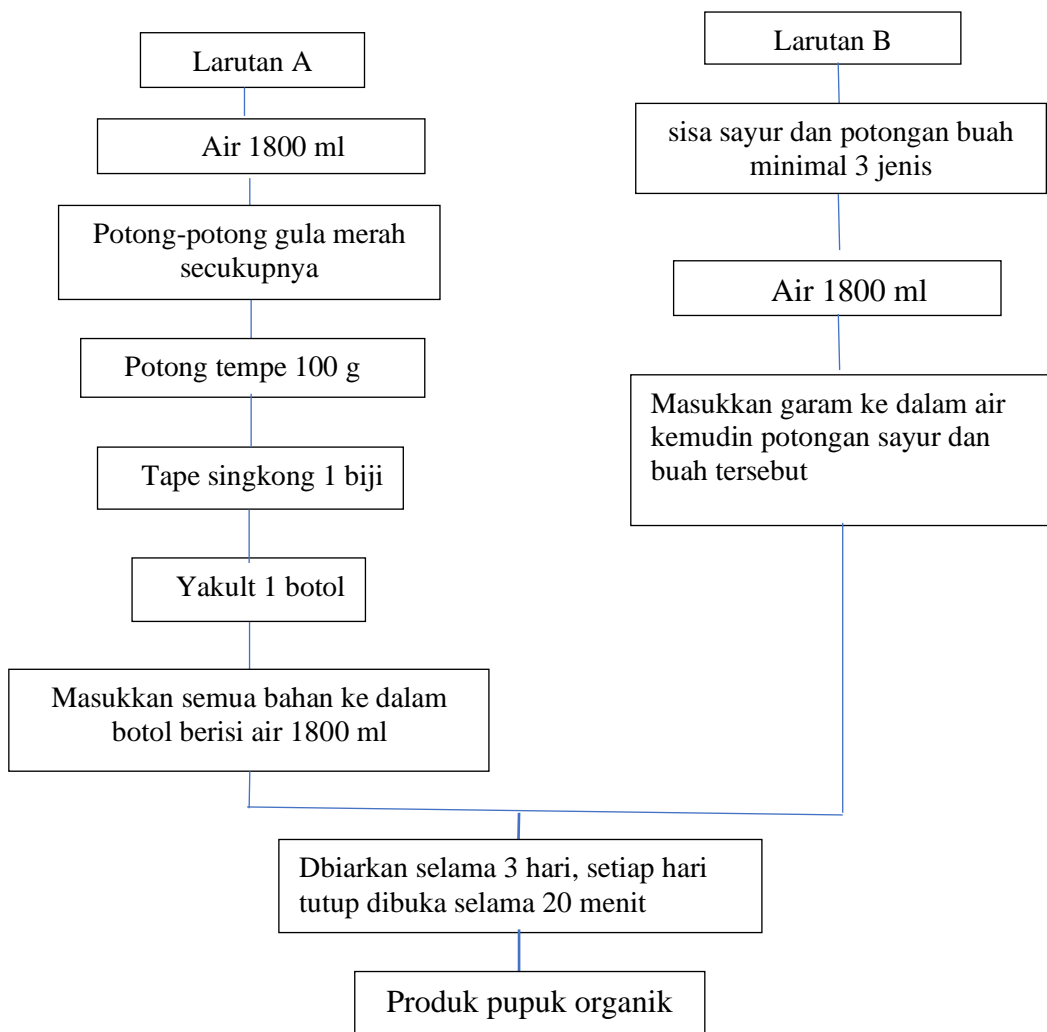 Larutan A
Air 1800 ml
Potong-potong gula merah
secukupnya
Potong tempe 100 g
Tape singkong 1 biji
Yakult 1 botol
Masukkan semua bahan ke dalam
botol berisi air 1800 ml
Larutan B
sisa sayur dan potongan buah
minimal 3 jenis
Air 1800 ml
Masukkan garam ke dalam air
kemudin potongan sayur dan
buah tersebut
Dbiarkan selama 3 hari, setiap hari
tutup dibuka selama 20 menit
Produk pupuk organik